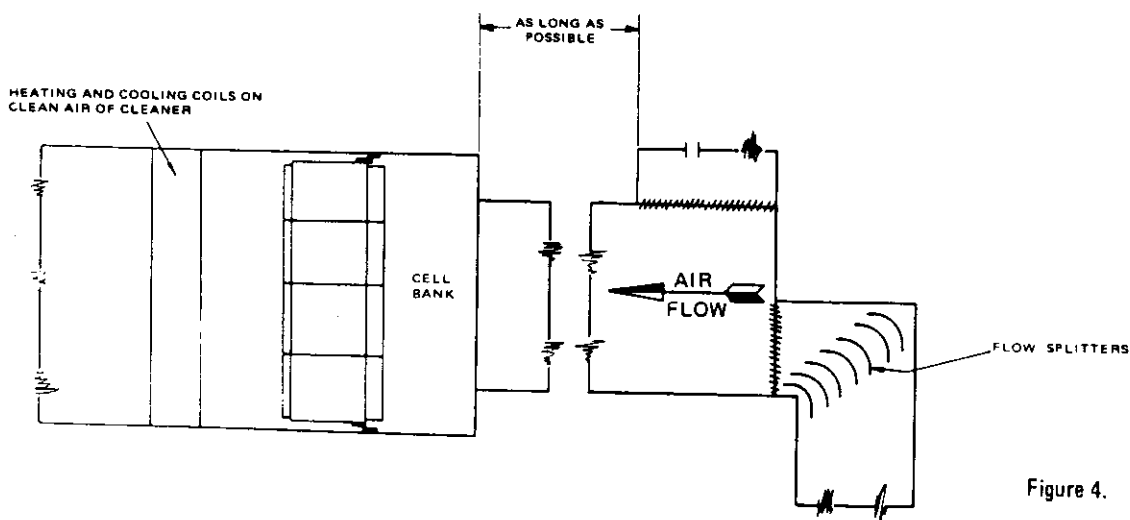 AS LONG AS
POSSIBLE
HEATING AND COOLING COILS ON
CLEAN AIR OF CLEANER
CELL
BANK
AIR
FLOW
FLOW SPLITTERS
Figure 4.